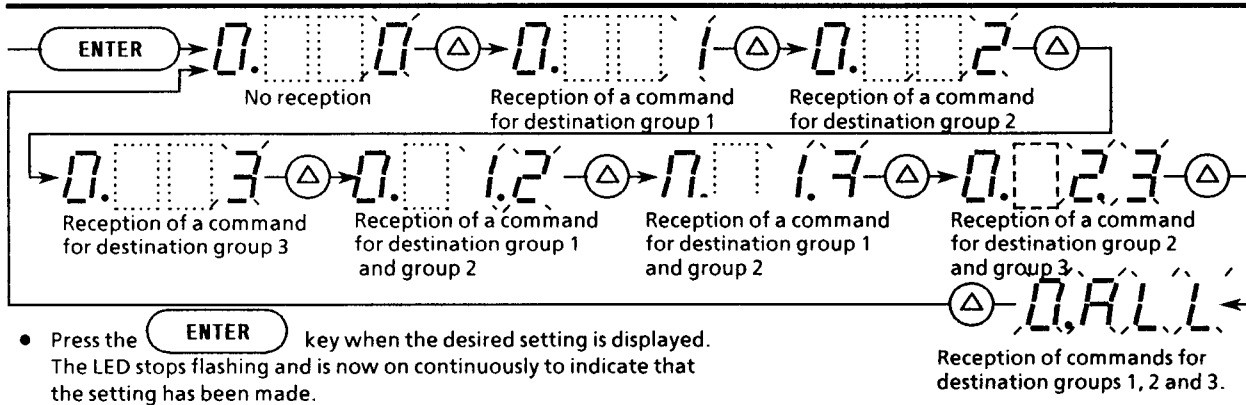 ENTER 0. 0 0. 1 0. 2
No reception
Reception of a command
for destination group 1
Reception of a command
for destination group 2
0. 3 0. 1.2 1.3 0. 2.3
Reception of a command
for destination group 3
Reception of a command
for destination group 1
and group 2
Reception of a command
for destination group 1
and group 2
Reception of a command
for destination group 2
and group 3
0.ALL
Reception of commands for
destination groups 1, 2 and 3.
• Press the ENTER key when the desired setting is displayed.
The LED stops flashing and is now on continuously to indicate that
the setting has been made.